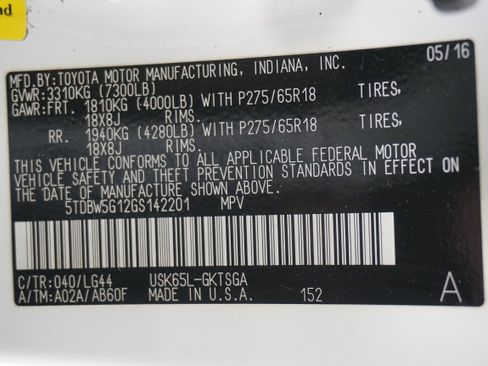 nd
MFD.BY:TOYOTA MOTOR MANUFACTURING, INDIANA, INC. 05/16
GVWR:3310KG (7300LB)
GAWR:FRT. 1810KG (4000LB) WITH P275/65R18 TIRES,
18X8J RIMS.
RR. 1940KG (4280LB) WITH P275/65R18 TIRES,
18X8J RIMS.
THIS VEHICLE CONFORMS TO ALL APPLICABLE FEDERAL MOTOR
VEHICLE SAFETY AND THEFT PREVENTION STANDARDS IN EFFECT ON
THE DATE OF MANUFACTURE SHOWN ABOVE.
5TDBW5G12GS142201 MPV
C/TR:040/LG44 USK65L-GKTSGA
A/TM:A02A/AB60F MADE IN U.S.A. 152 A